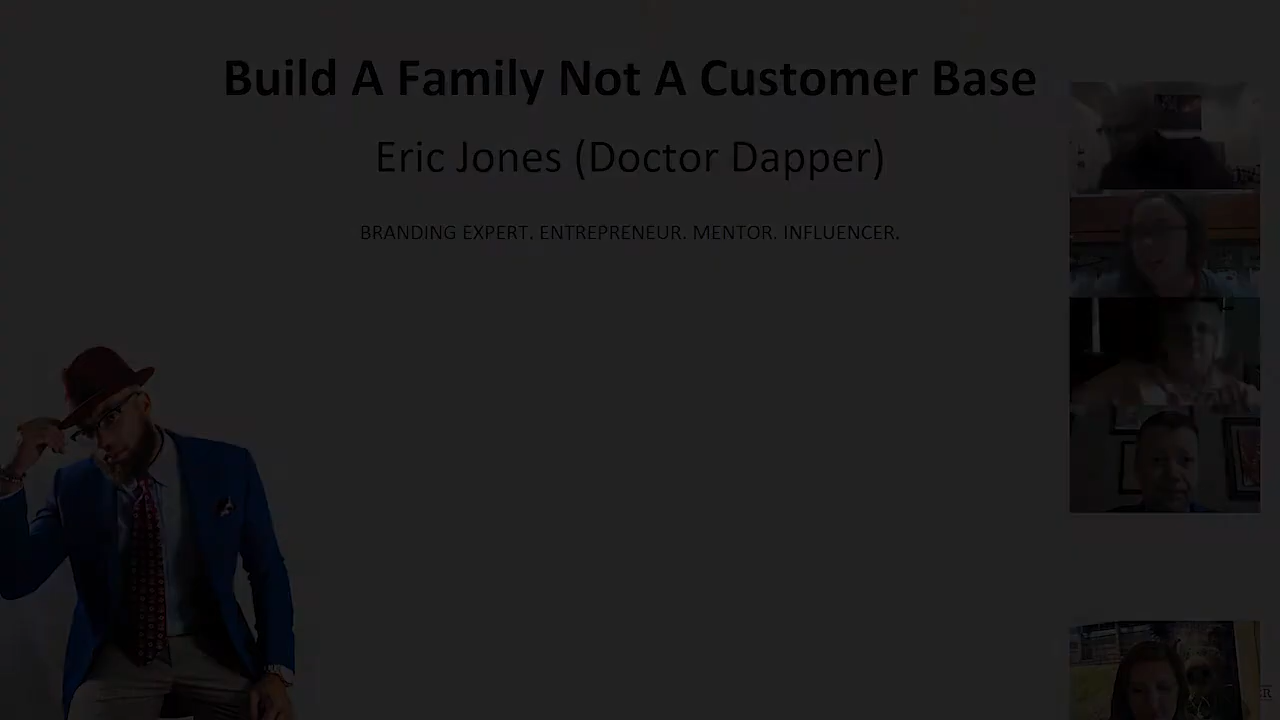 Build A Family Not A Customer Base
Eric Jones (Doctor Dapper)
BRANDING EXPERT. ENTREPRENEUR. MENTOR. INFLUENCER.